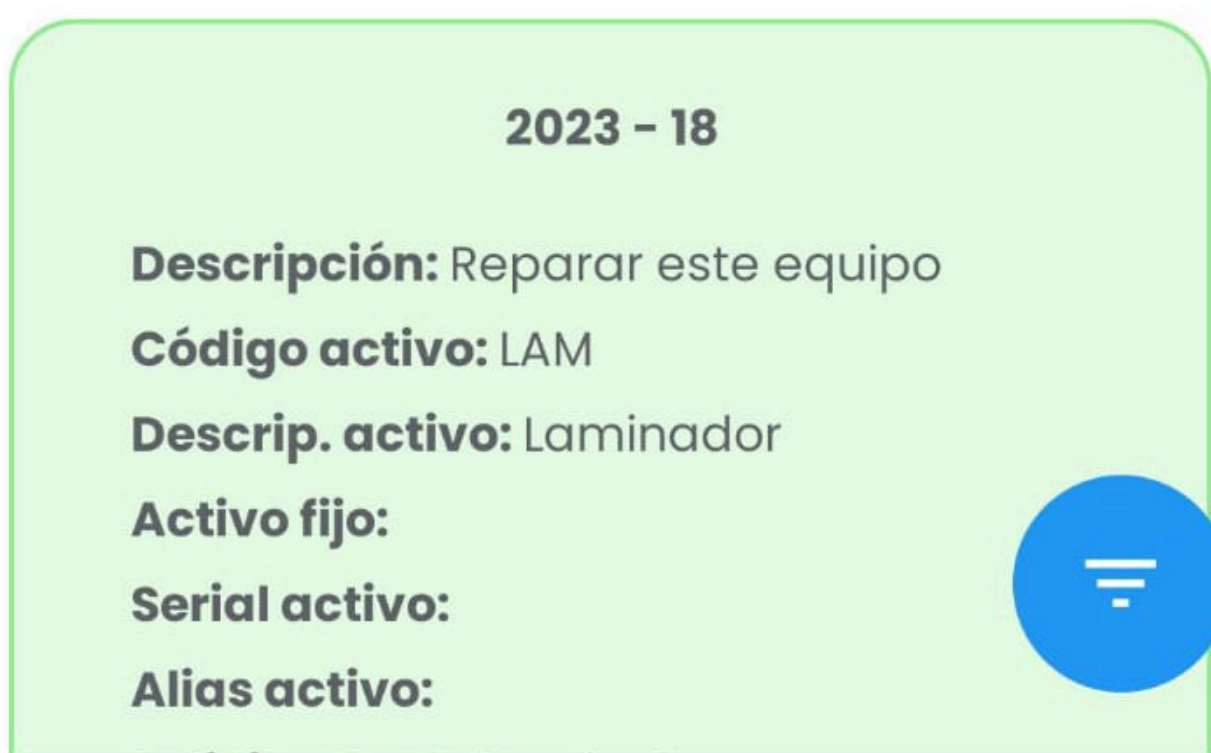 2023 - 18
Descripción: Reparar este equipo
Código activo: LAM
Descrip. activo: Laminador
Activo fijo:
Serial activo:
Alias activo: